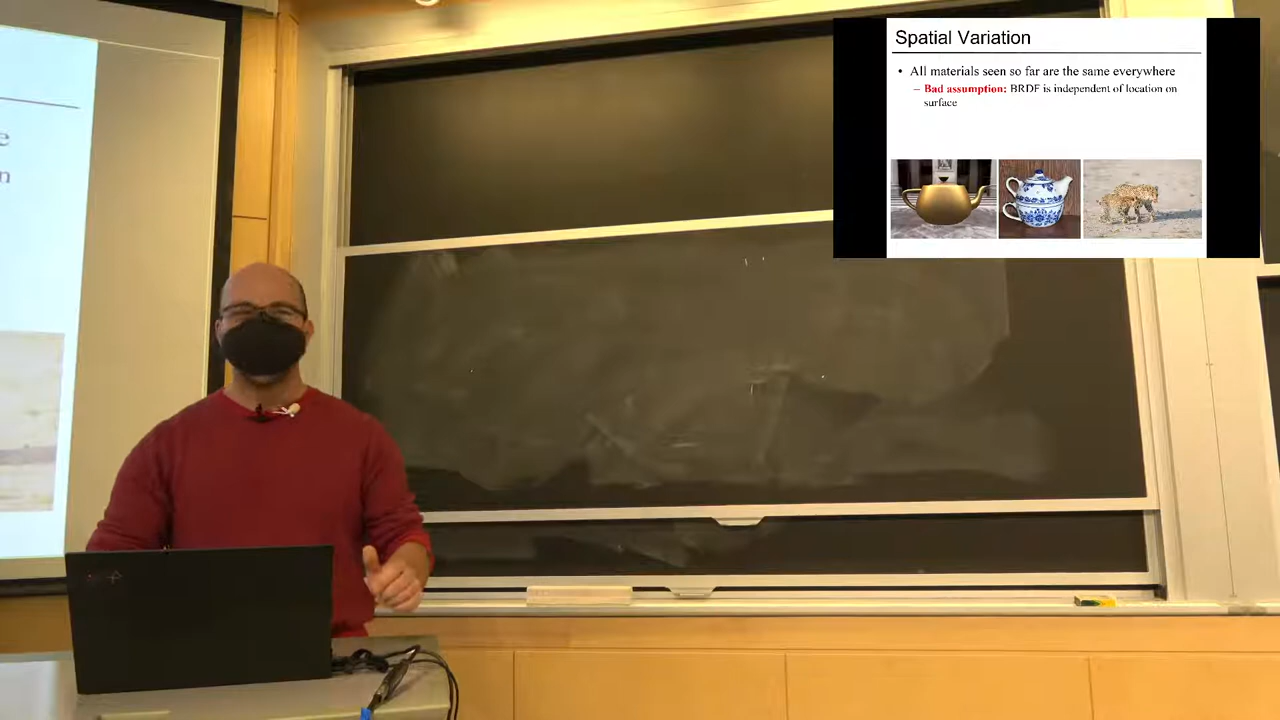 Spatial Variation
• All materials seen so far are the same everywhere
– Bad assumption: BRDF is independent of location on
surface
e
n